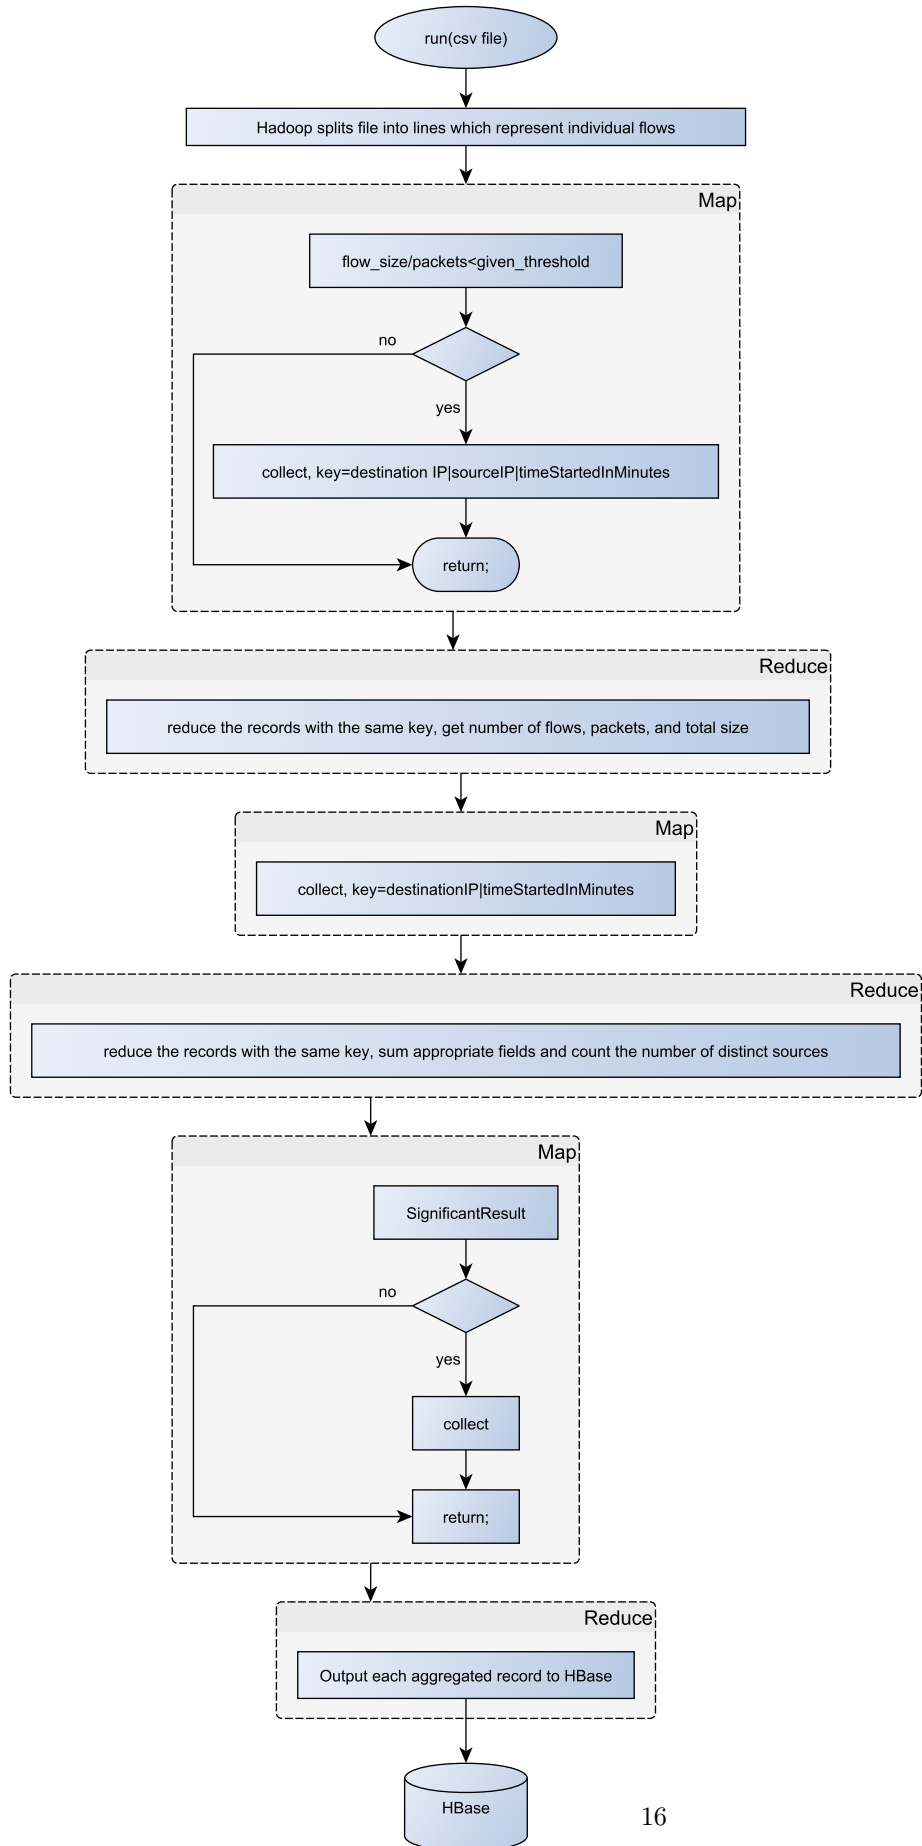 run(csv file)
Hadoop splits file into lines which represent individual flows
Map
flow_size/packets<given_threshold
no
yes
collect, key=destination IP|sourceIP|timeStartedInMinutes
return;
Reduce
reduce the records with the same key, get number of flows, packets, and total size
Map
collect, key=destinationIP|timeStartedInMinutes
Reduce
reduce the records with the same key, sum appropriate fields and count the number of distinct sources
Map
SignificantResult
no
yes
collect
return;
Reduce
Output each aggregated record to HBase
HBase
16